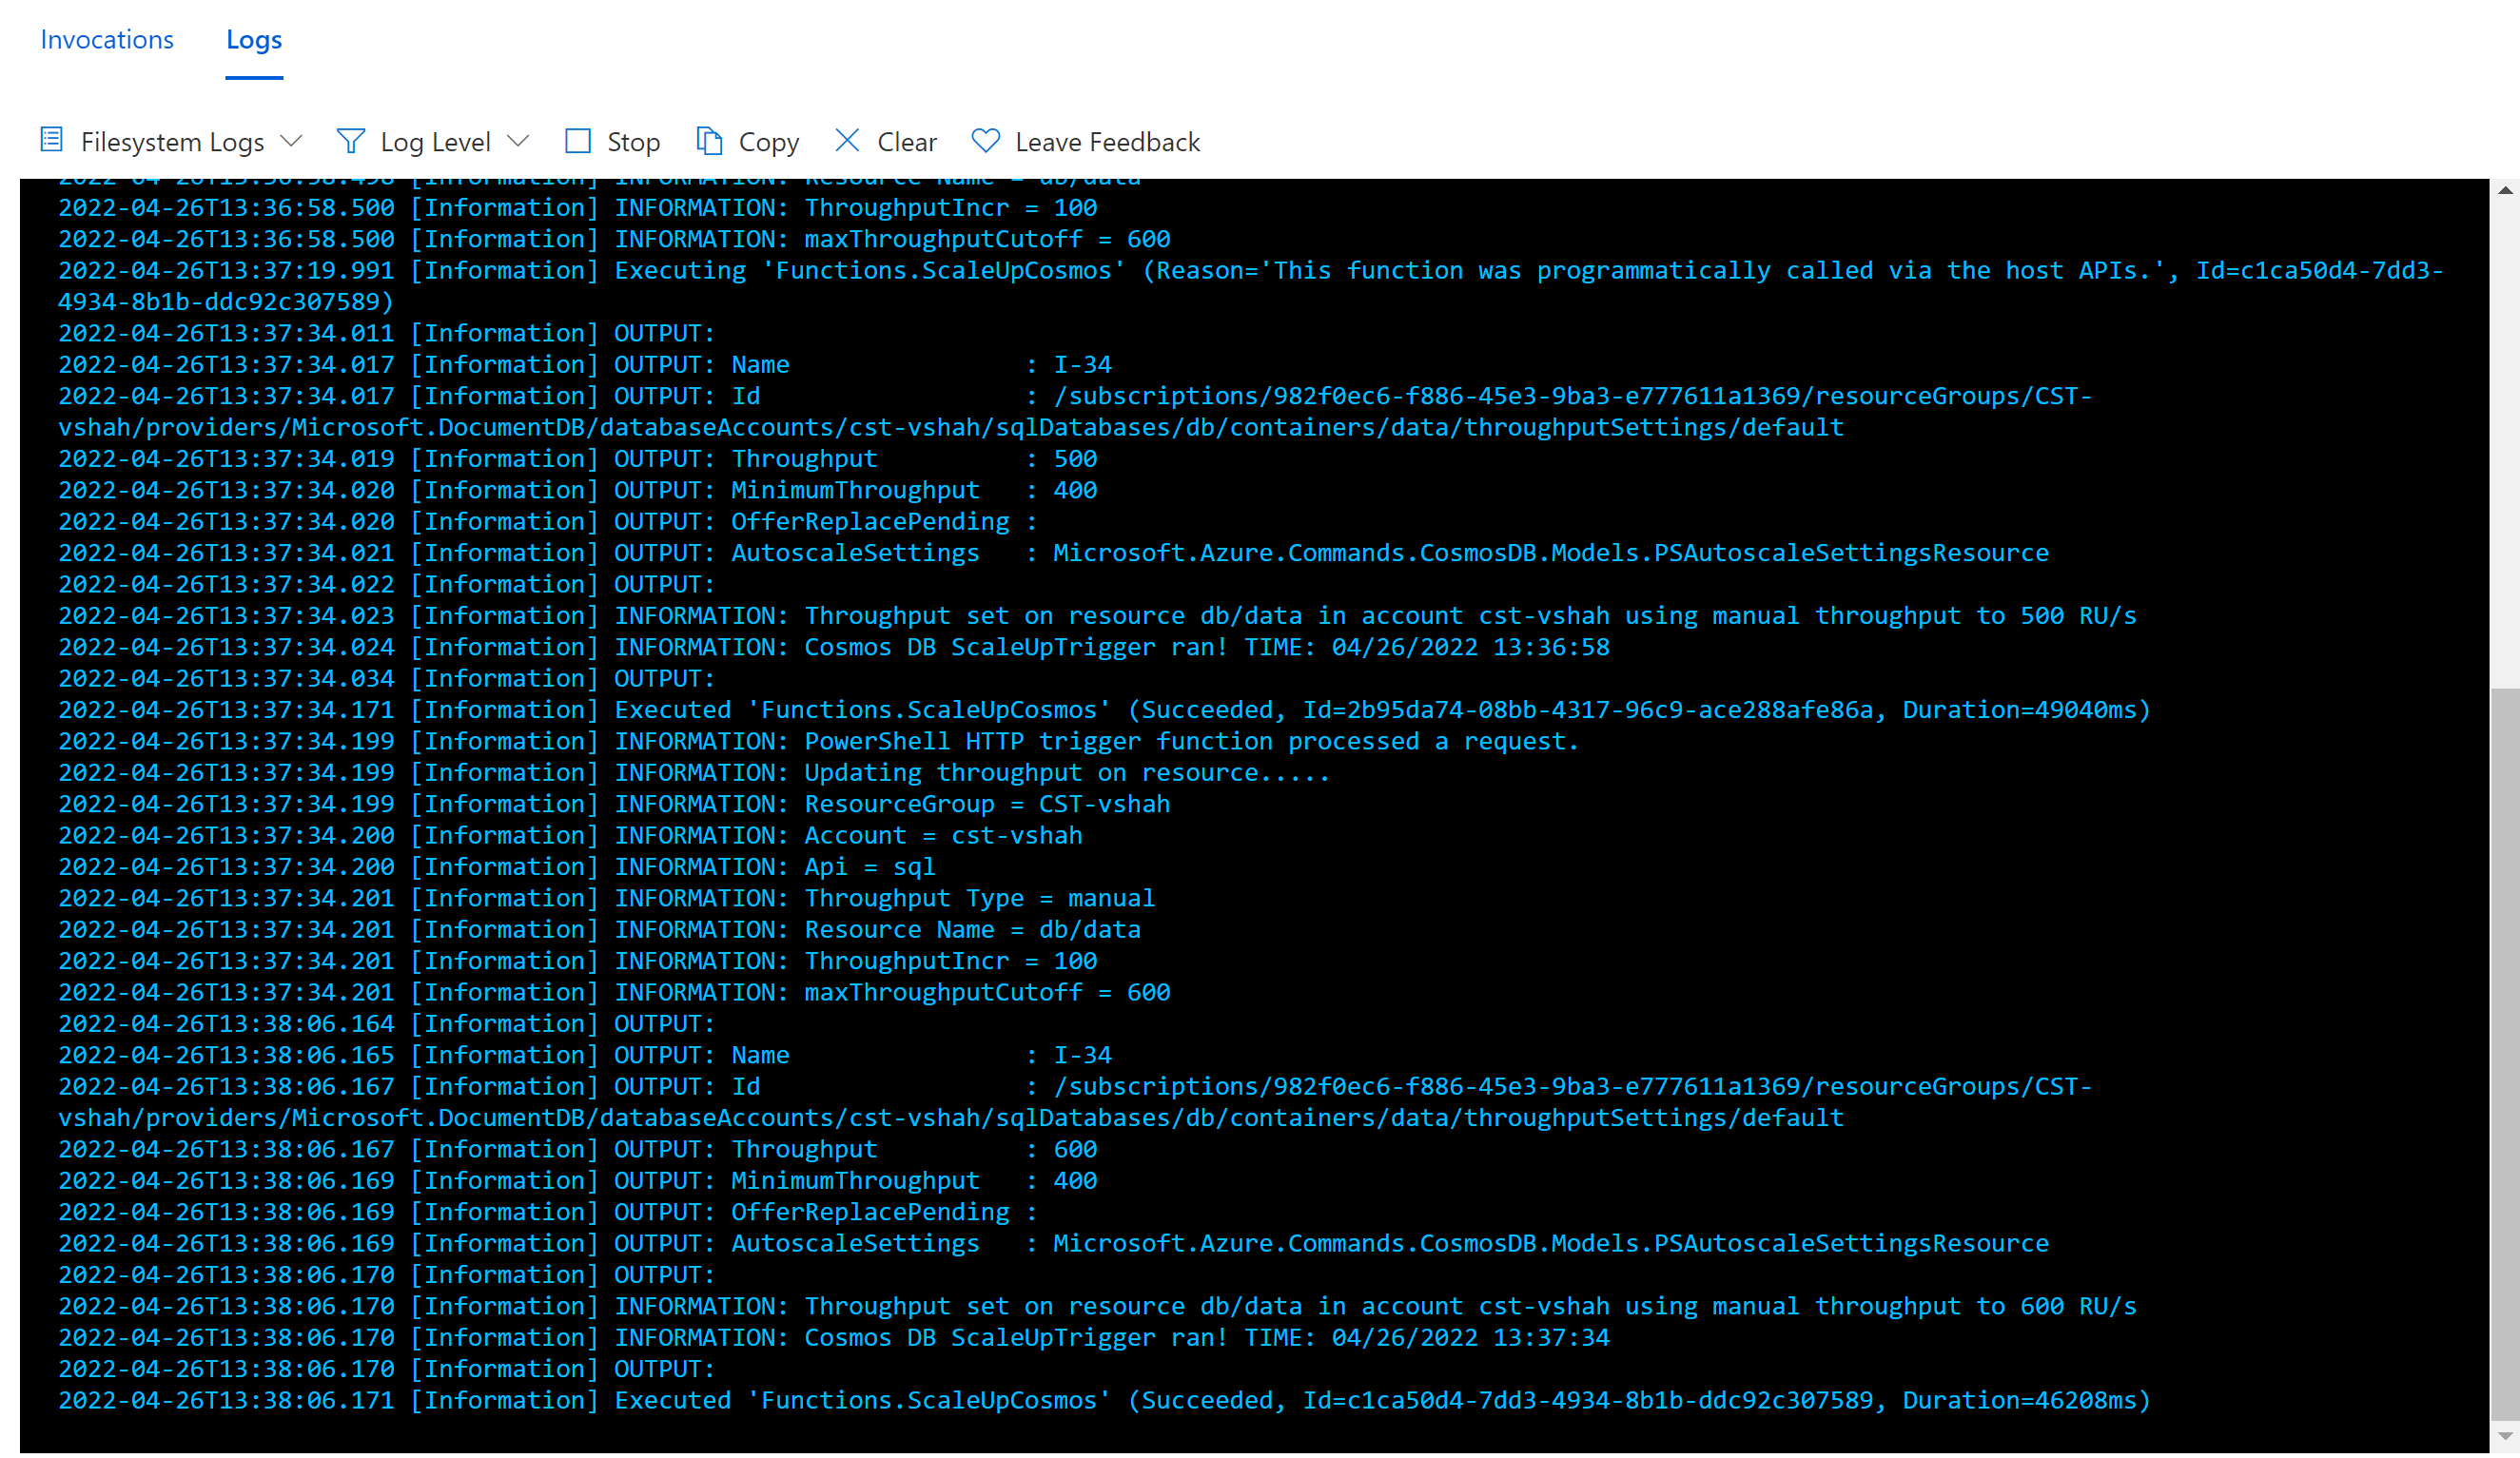 Invocations Logs
Filesystem Logs Log Level Stop Copy Clear Leave Feedback
2022-04-26T13:36:58.498 [Information] INFORMATION: Resource Name = db/data
2022-04-26T13:36:58.500 [Information] INFORMATION: ThroughputIncr = 100
2022-04-26T13:36:58.500 [Information] INFORMATION: maxThroughputCutoff = 600
2022-04-26T13:37:19.991 [Information] Executing 'Functions.ScaleUpCosmos' (Reason='This function was programmatically called via the host APIs.', Id=c1ca50d4-7dd3-
4934-8b1b-ddc92c307589)
2022-04-26T13:37:34.011 [Information] OUTPUT:
2022-04-26T13:37:34.017 [Information] OUTPUT: Name : I-34
2022-04-26T13:37:34.017 [Information] OUTPUT: Id : /subscriptions/982f0ec6-f886-45e3-9ba3-e777611a1369/resourceGroups/CST-
vshah/providers/Microsoft.DocumentDB/databaseAccounts/cst-vshah/sqlDatabases/db/containers/data/throughputSettings/default
2022-04-26T13:37:34.019 [Information] OUTPUT: Throughput : 500
2022-04-26T13:37:34.020 [Information] OUTPUT: MinimumThroughput : 400
2022-04-26T13:37:34.020 [Information] OUTPUT: OfferReplacePending :
2022-04-26T13:37:34.021 [Information] OUTPUT: AutoscaleSettings : Microsoft.Azure.Commands.CosmosDB.Models.PSAutoscaleSettingsResource
2022-04-26T13:37:34.022 [Information] OUTPUT:
2022-04-26T13:37:34.023 [Information] INFORMATION: Throughput set on resource db/data in account cst-vshah using manual throughput to 500 RU/s
2022-04-26T13:37:34.024 [Information] INFORMATION: Cosmos DB ScaleUpTrigger ran! TIME: 04/26/2022 13:36:58
2022-04-26T13:37:34.034 [Information] OUTPUT:
2022-04-26T13:37:34.171 [Information] Executed 'Functions.ScaleUpCosmos' (Succeeded, Id=2b95da74-08bb-4317-96c9-ace288afe86a, Duration=49040ms)
2022-04-26T13:37:34.199 [Information] INFORMATION: PowerShell HTTP trigger function processed a request.
2022-04-26T13:37:34.199 [Information] INFORMATION: Updating throughput on resource.....
2022-04-26T13:37:34.199 [Information] INFORMATION: ResourceGroup = CST-vshah
2022-04-26T13:37:34.200 [Information] INFORMATION: Account = cst-vshah
2022-04-26T13:37:34.200 [Information] INFORMATION: Api = sql
2022-04-26T13:37:34.201 [Information] INFORMATION: Throughput Type = manual
2022-04-26T13:37:34.201 [Information] INFORMATION: Resource Name = db/data
2022-04-26T13:37:34.201 [Information] INFORMATION: ThroughputIncr = 100
2022-04-26T13:37:34.201 [Information] INFORMATION: maxThroughputCutoff = 600
2022-04-26T13:38:06.164 [Information] OUTPUT:
2022-04-26T13:38:06.165 [Information] OUTPUT: Name : I-34
2022-04-26T13:38:06.167 [Information] OUTPUT: Id : /subscriptions/982f0ec6-f886-45e3-9ba3-e777611a1369/resourceGroups/CST-
vshah/providers/Microsoft.DocumentDB/databaseAccounts/cst-vshah/sqlDatabases/db/containers/data/throughputSettings/default
2022-04-26T13:38:06.167 [Information] OUTPUT: Throughput : 600
2022-04-26T13:38:06.169 [Information] OUTPUT: MinimumThroughput : 400
2022-04-26T13:38:06.169 [Information] OUTPUT: OfferReplacePending :
2022-04-26T13:38:06.169 [Information] OUTPUT: AutoscaleSettings : Microsoft.Azure.Commands.CosmosDB.Models.PSAutoscaleSettingsResource
2022-04-26T13:38:06.170 [Information] OUTPUT:
2022-04-26T13:38:06.170 [Information] INFORMATION: Throughput set on resource db/data in account cst-vshah using manual throughput to 600 RU/s
2022-04-26T13:38:06.170 [Information] INFORMATION: Cosmos DB ScaleUpTrigger ran! TIME: 04/26/2022 13:37:34
2022-04-26T13:38:06.170 [Information] OUTPUT:
2022-04-26T13:38:06.171 [Information] Executed 'Functions.ScaleUpCosmos' (Succeeded, Id=c1ca50d4-7dd3-4934-8b1b-ddc92c307589, Duration=46208ms)